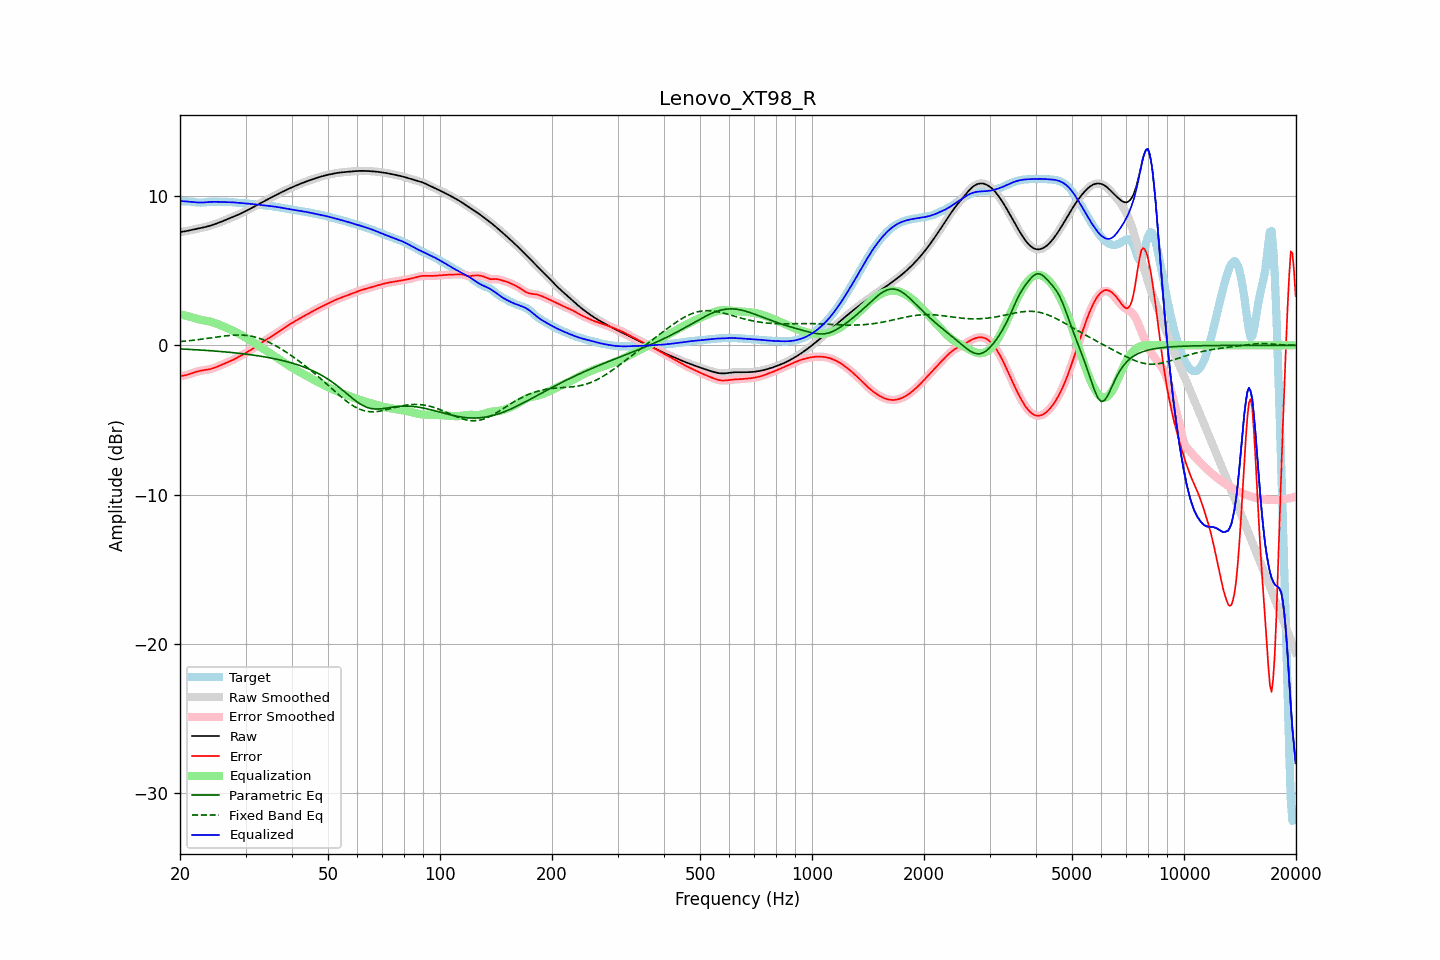 Lenovo_XT98_R
Amplitude (dBr)
10
0
−10
−20
−30
Target
Raw Smoothed
Error Smoothed
Raw
Error
Equalization
Parametric Eq
Fixed Band Eq
Equalized
20 50 100 200 500 1000 2000 5000 10000 20000
Frequency (Hz)